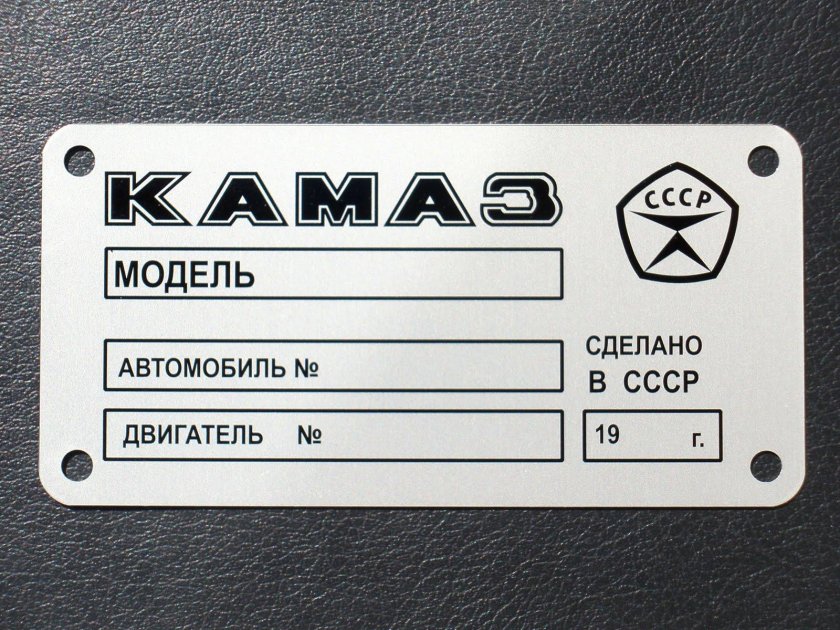 КАМАЗ
СССР
МОДЕЛЬ
АВТОМОБИЛЬ №
СДЕЛАНО
В СССР
ДВИГАТЕЛЬ №
19 г.